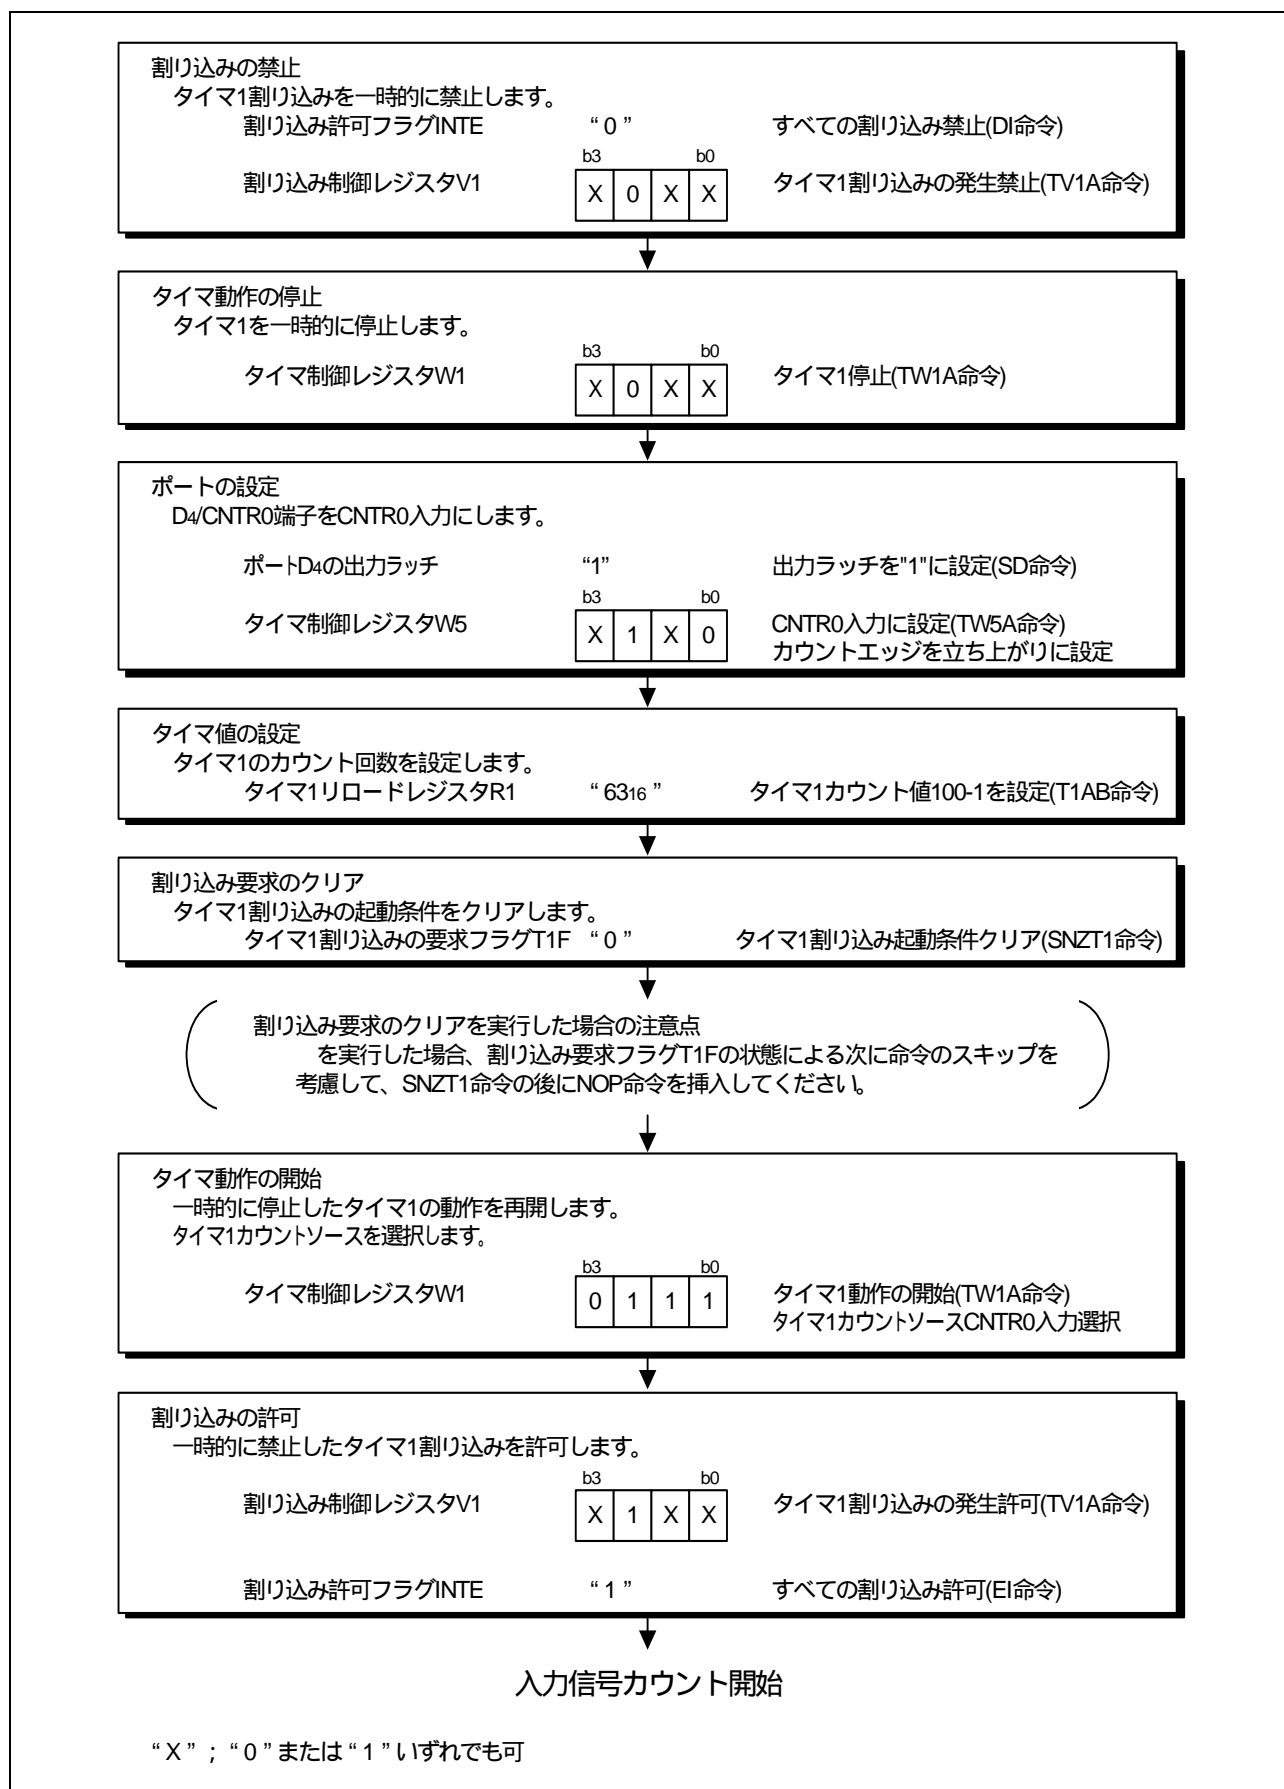 割り込みの禁止
タイマ1割り込みを一時的に禁止します。
割り込み許可フラグINTE “0” すべての割り込み禁止(DI命令)
b3 b0
割り込み制御レジスタV1 X 0 X X タイマ1割り込みの発生禁止(TV1A命令)
タイマ動作の停止
タイマ1を一時的に停止します。
b3 b0
タイマ制御レジスタW1 X 0 X X タイマ1停止(TW1A命令)
ポートの設定
D4/CNTR0端子をCNTR0入力にします。
ポートD4の出力ラッチ “1” 出力ラッチを"1"に設定(SD命令)
b3 b0
タイマ制御レジスタW5 X 1 X 0 CNTR0入力に設定(TW5A命令)
カウントエッジを立ち上がりに設定
タイマ値の設定
タイマ1のカウント回数を設定します。
タイマ1リロードレジスタR1 “6316” タイマ1カウント値100-1を設定(T1AB命令)
割り込み要求のクリア
タイマ1割り込みの起動条件をクリアします。
タイマ1割り込みの要求フラグT1F “0” タイマ1割り込み起動条件クリア(SNZT1命令)
割り込み要求のクリアを実行した場合の注意点
を実行した場合、割り込み要求フラグT1Fの状態による次に命令のスキップを
考慮して、SNZT1命令の後にNOP命令を挿入してください。
タイマ動作の開始
一時的に停止したタイマ1の動作を再開します。
タイマ1カウントソースを選択します。
b3 b0
タイマ制御レジスタW1 0 1 1 1 タイマ1動作の開始(TW1A命令)
タイマ1カウントソースCNTR0入力選択
割り込みの許可
一時的に禁止したタイマ1割り込みを許可します。
b3 b0
割り込み制御レジスタV1 X 1 X X タイマ1割り込みの発生許可(TV1A命令)
割り込み許可フラグINTE “1” すべての割り込み許可(EI命令)
入力信号カウント開始
“X”；“0”または“1”いずれでも可